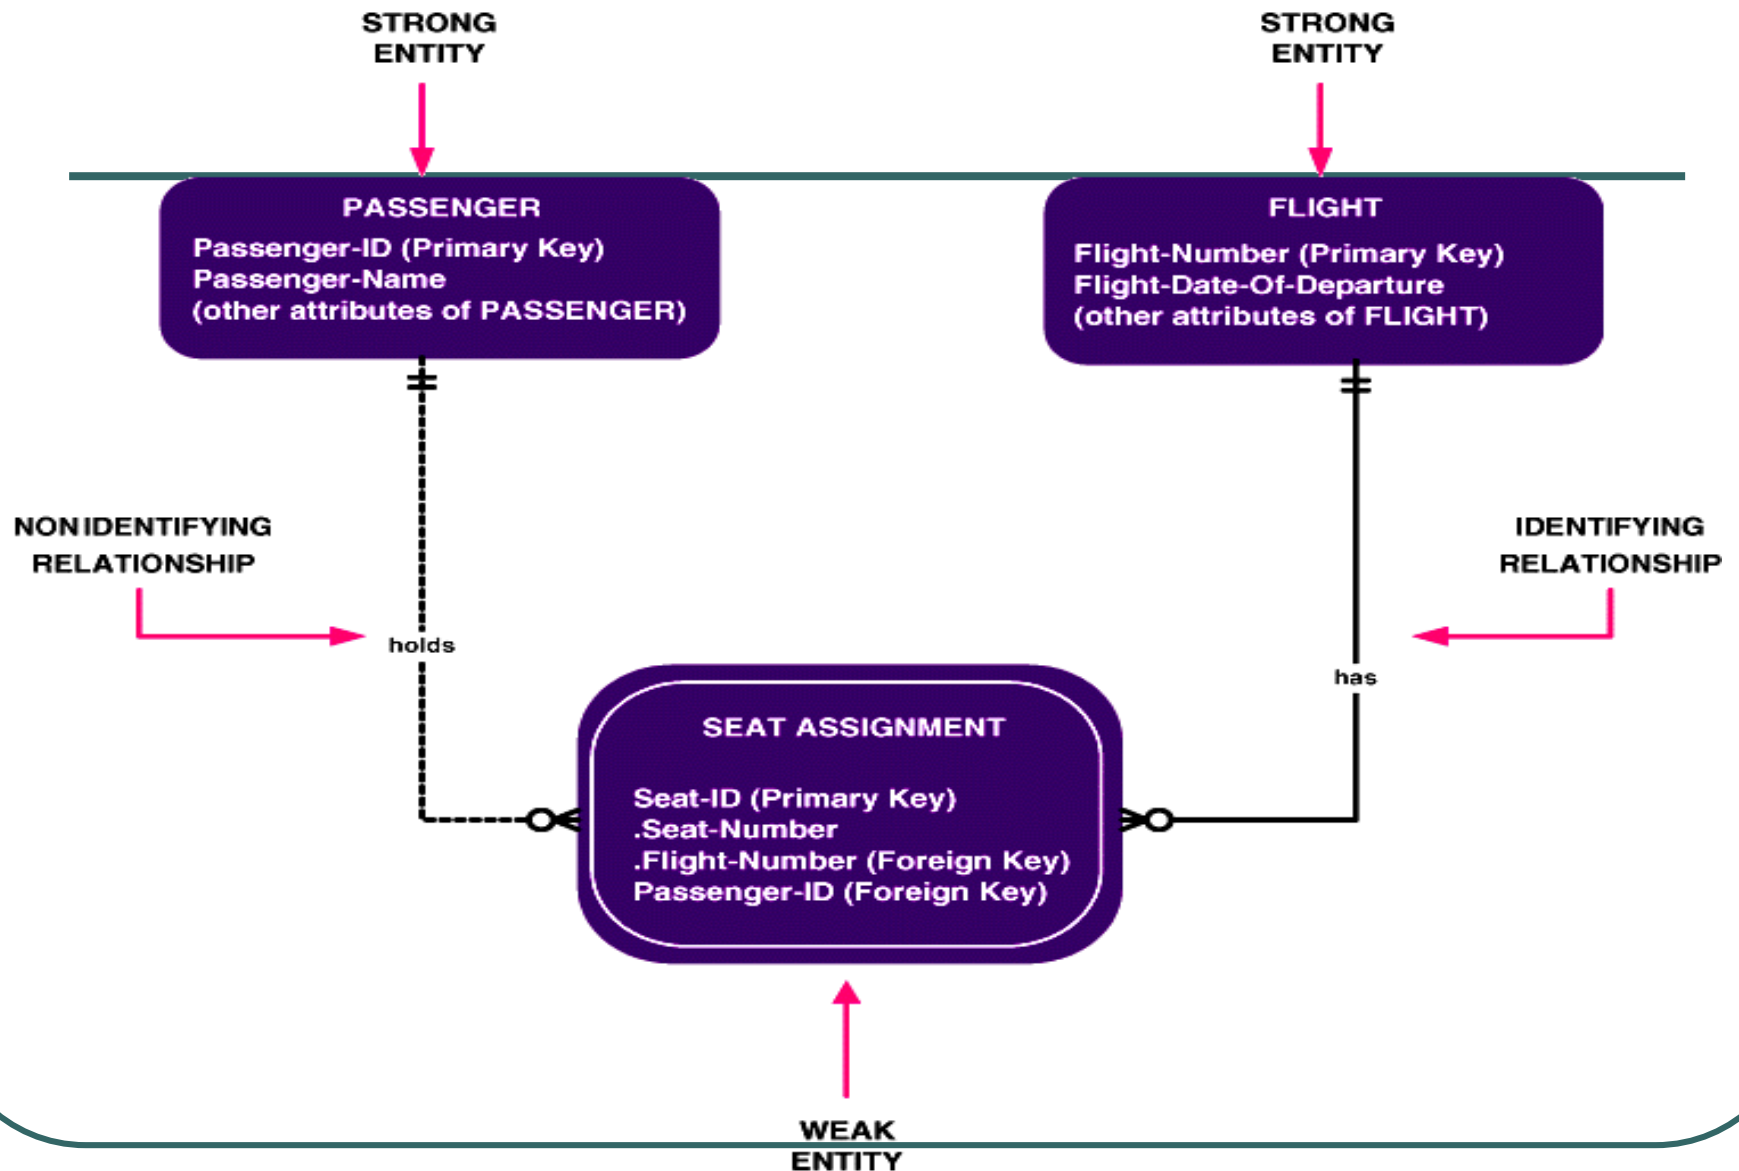 STRONG
ENTITY
STRONG
ENTITY
PASSENGER
Passenger-ID (Primary Key)
Passenger-Name
(other attributes of PASSENGER)
FLIGHT
Flight-Number (Primary Key)
Flight-Date-Of-Departure
(other attributes of FLIGHT)
NONIDENTIFYING
RELATIONSHIP
IDENTIFYING
RELATIONSHIP
holds
has
SEAT ASSIGNMENT
Seat-ID (Primary Key)
.Seat-Number
.Flight-Number (Foreign Key)
Passenger-ID (Foreign Key)
WEAK
ENTITY